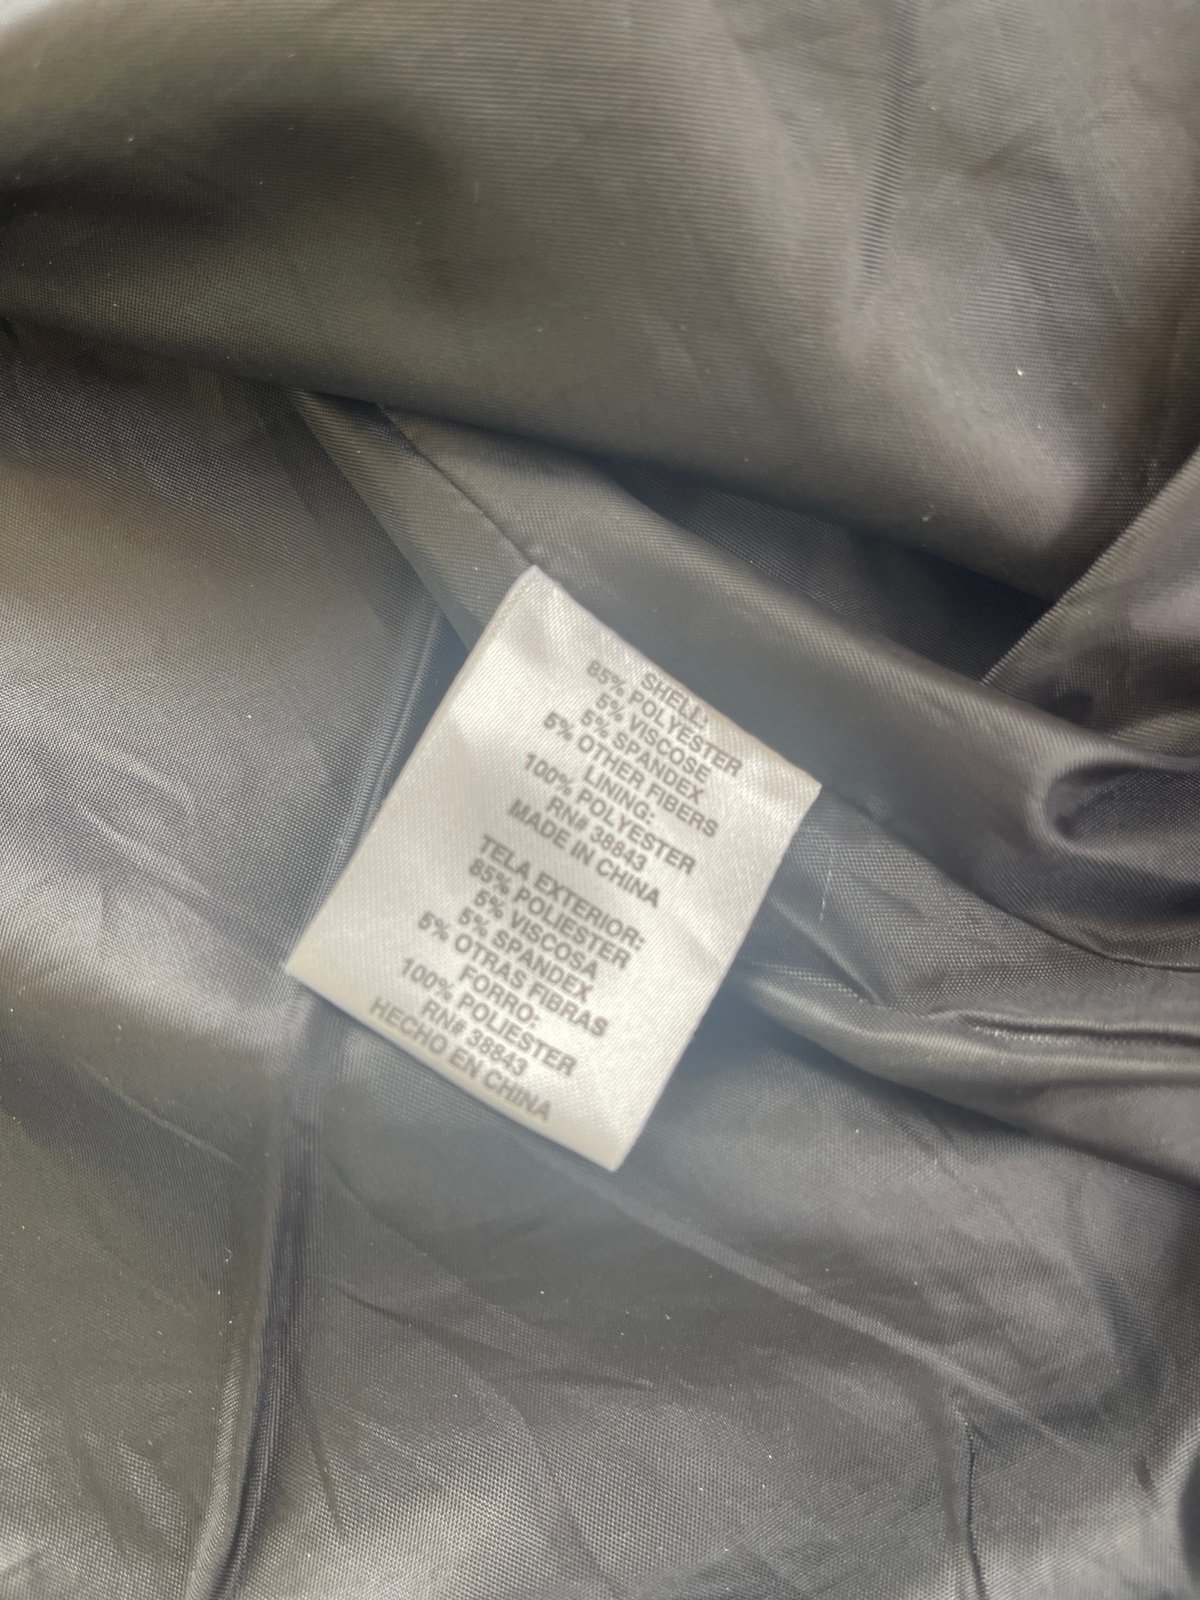 SHELL:
85% POLYESTER
5% VISCOSE
5% SPANDEX
5% OTHER FIBERS
LINING:
100% POLYESTER
RN# 38843
MADE IN CHINA
TELA EXTERIOR:
85% POLIESTER
5% VISCOSA
5% SPANDEX
5% OTRAS FIBRAS
FORRO:
100% POLIESTER
RN# 38843
HECHO EN CHINA